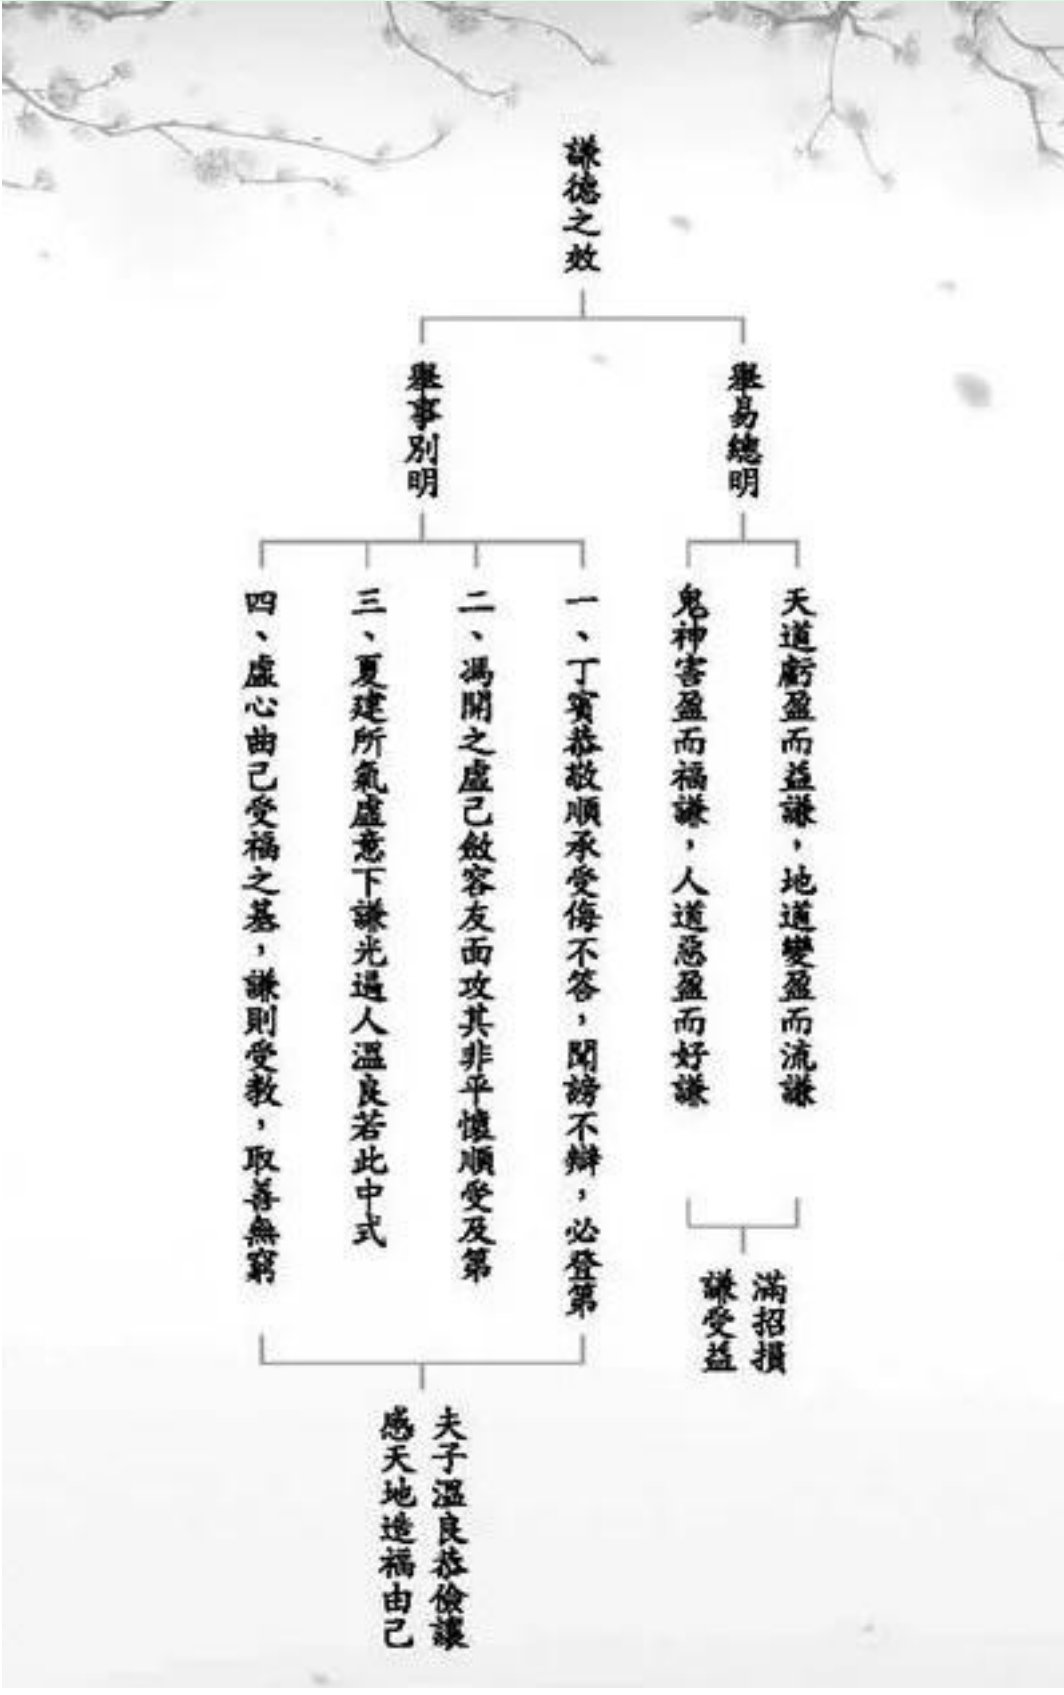 謙德之效
舉易總明
天道虧盈而益謙，地道變盈而流謙
鬼神害盈而福謙，人道惡盈而好謙
滿招損
謙受益
舉事別明
一、丁賓恭敬順承受侮不答，聞謗不辯，必登第
二、馮開之虛己斂容友面攻其非平懷順受及第
三、夏建所氣虛意下謙光逼人溫良若此中式
四、虛心曲己受福之基，謙則受教，取善無窮
夫子溫良恭儉讓
感天地造福由己